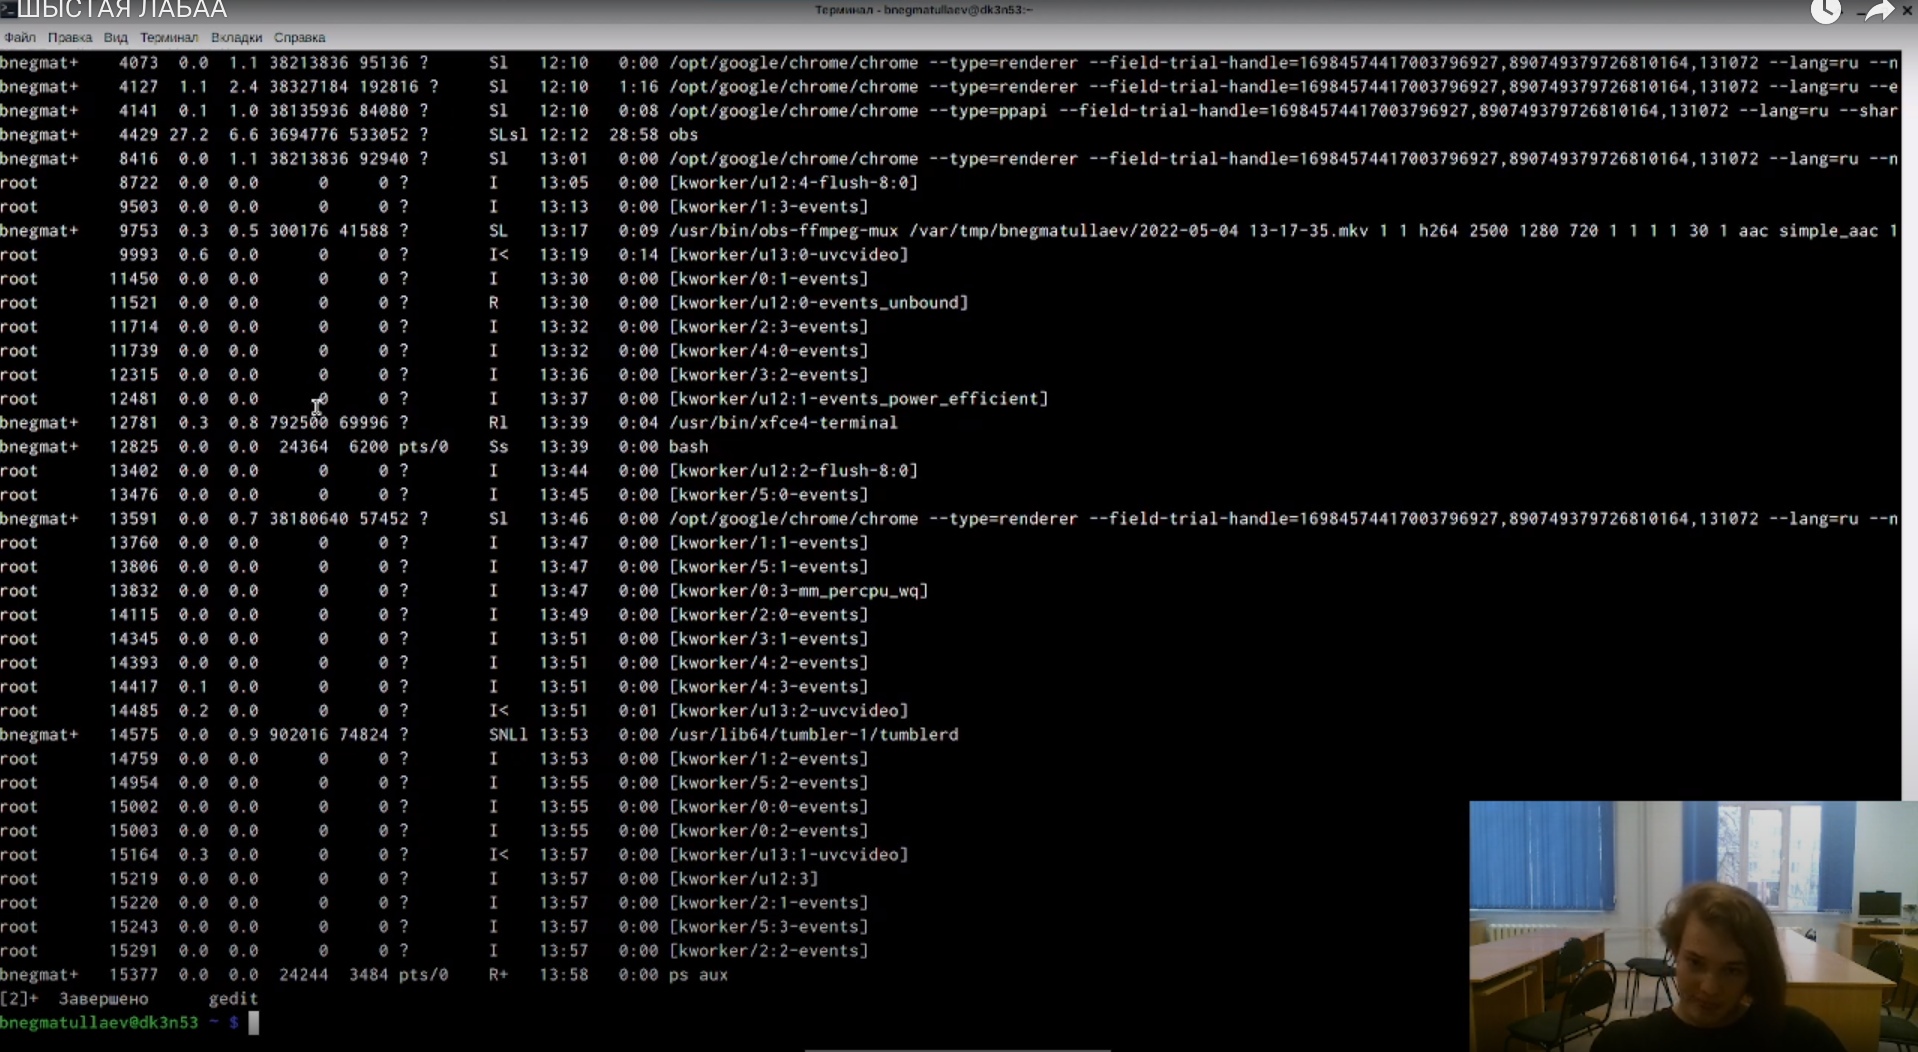 ШЫСТАЯ ЛАБАА
Терминал - bnegmatullaev@dk3n53:~
Файл Правка Вид Терминал Вкладки Справка
bnegmat+ 4073 0.0 1.1 38213836 95136 ? Sl 12:10 0:00 /opt/google/chrome/chrome --type=renderer --field-trial-handle=16984574417003796927,8907493797268101​64,131072 --lang=ru --n
bnegmat+ 4127 1.1 2.4 38327184 192816 ? Sl 12:10 1:16 /opt/google/chrome/chrome --type=renderer --field-trial-handle=16984574417003796927,890749379726810164,131072 --lang=ru --e
bnegmat+ 4141 0.1 1.0 38135936 84080 ? Sl 12:10 0:08 /opt/google/chrome/chrome --type=ppapi --field-trial-handle=16984574417003796927,890749379726810164,131072 --lang=ru --shar
bnegmat+ 4429 27.2 6.6 3694776 533052 ? SLsl 12:12 28:58 obs
bnegmat+ 8416 0.0 1.1 38213836 92940 ? Sl 13:01 0:00 /opt/google/chrome/chrome --type=renderer --field-trial-handle=16984574417003796927,890749379726810164,131072 --lang=ru --n
root 8722 0.0 0.0 0 0 ? I 13:05 0:00 [kworker/u12:4-flush-8:0]
root 9503 0.0 0.0 0 0 ? I 13:13 0:00 [kworker/1:3-events]
bnegmat+ 9753 0.3 0.5 300176 41588 ? SL 13:17 0:09 /usr/bin/obs-ffmpeg-mux /var/tmp/bnegmatullaev/2022-05-04 13-17-35.mkv 1 1 h264 2500 1280 720 1 1 1 1 30 1 aac simple_aac 1
root 9993 0.6 0.0 0 0 ? I< 13:19 0:14 [kworker/u13:0-uvcvideo]
root 11450 0.0 0.0 0 0 ? I 13:30 0:00 [kworker/0:1-events]
root 11521 0.0 0.0 0 0 ? R 13:30 0:00 [kworker/u12:0-events_unbound]
root 11714 0.0 0.0 0 0 ? I 13:32 0:00 [kworker/2:3-events]
root 11739 0.0 0.0 0 0 ? I 13:32 0:00 [kworker/4:0-events]
root 12315 0.0 0.0 0 0 ? I 13:36 0:00 [kworker/3:2-events]
root 12481 0.0 0.0 0 0 ? I 13:37 0:00 [kworker/u12:1-events_power_efficient]
bnegmat+ 12781 0.3 0.8 792500 69996 ? Rl 13:39 0:04 /usr/bin/xfce4-terminal
bnegmat+ 12825 0.0 0.0 24364 6200 pts/0 Ss 13:39 0:00 bash
root 13402 0.0 0.0 0 0 ? I 13:44 0:00 [kworker/u12:2-flush-8:0]
root 13476 0.0 0.0 0 0 ? I 13:45 0:00 [kworker/5:0-events]
bnegmat+ 13591 0.0 0.7 38180640 57452 ? Sl 13:46 0:00 /opt/google/chrome/chrome --type=renderer --field-trial-handle=16984574417003796927,890749379726810164,131072 --lang=ru --n
root 13760 0.0 0.0 0 0 ? I 13:47 0:00 [kworker/1:1-events]
root 13806 0.0 0.0 0 0 ? I 13:47 0:00 [kworker/5:1-events]
root 13832 0.0 0.0 0 0 ? I 13:47 0:00 [kworker/0:3-mm_percpu_wq]
root 14115 0.0 0.0 0 0 ? I 13:49 0:00 [kworker/2:0-events]
root 14345 0.0 0.0 0 0 ? I 13:51 0:00 [kworker/3:1-events]
root 14393 0.0 0.0 0 0 ? I 13:51 0:00 [kworker/4:2-events]
root 14417 0.1 0.0 0 0 ? I 13:51 0:00 [kworker/4:3-events]
root 14485 0.2 0.0 0 0 ? I< 13:51 0:01 [kworker/u13:2-uvcvideo]
bnegmat+ 14575 0.0 0.9 902016 74824 ? SNLl 13:53 0:00 /usr/lib64/tumbler-1/tumblerd
root 14759 0.0 0.0 0 0 ? I 13:53 0:00 [kworker/1:2-events]
root 14954 0.0 0.0 0 0 ? I 13:55 0:00 [kworker/5:2-events]
root 15002 0.0 0.0 0 0 ? I 13:55 0:00 [kworker/0:0-events]
root 15003 0.0 0.0 0 0 ? I 13:55 0:00 [kworker/0:2-events]
root 15164 0.3 0.0 0 0 ? I< 13:57 0:00 [kworker/u13:1-uvcvideo]
root 15219 0.0 0.0 0 0 ? I 13:57 0:00 [kworker/u12:3]
root 15220 0.0 0.0 0 0 ? I 13:57 0:00 [kworker/2:1-events]
root 15243 0.0 0.0 0 0 ? I 13:57 0:00 [kworker/5:3-events]
root 15291 0.0 0.0 0 0 ? I 13:57 0:00 [kworker/2:2-events]
bnegmat+ 15377 0.0 0.0 24244 3484 pts/0 R+ 13:58 0:00 ps aux
[2]+ Завершено gedit
bnegmatullaev@dk3n53 ~ $